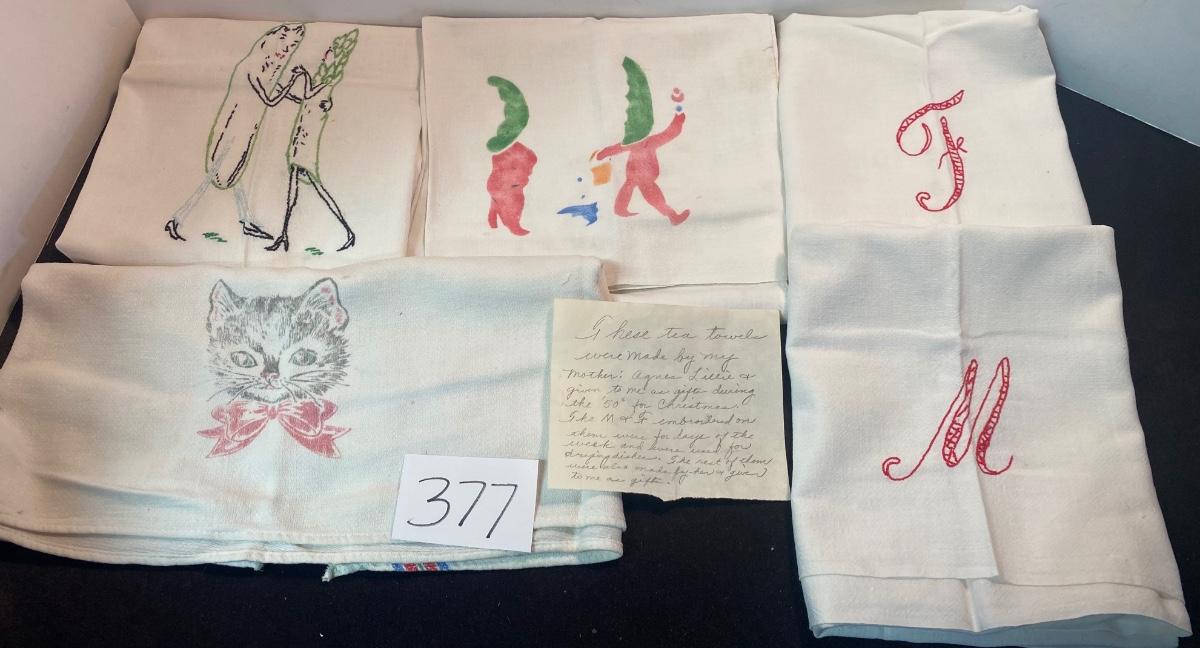 F
M
These tea towels
were made by my
Mother: Agnes Lillie &
given to me as gifts during
the '50s for Christmas.
The M & F embroidered on
them were for days of the
week and were used for
drying dishes. The rest of them
were also made by her & given
to me as gifts.
377